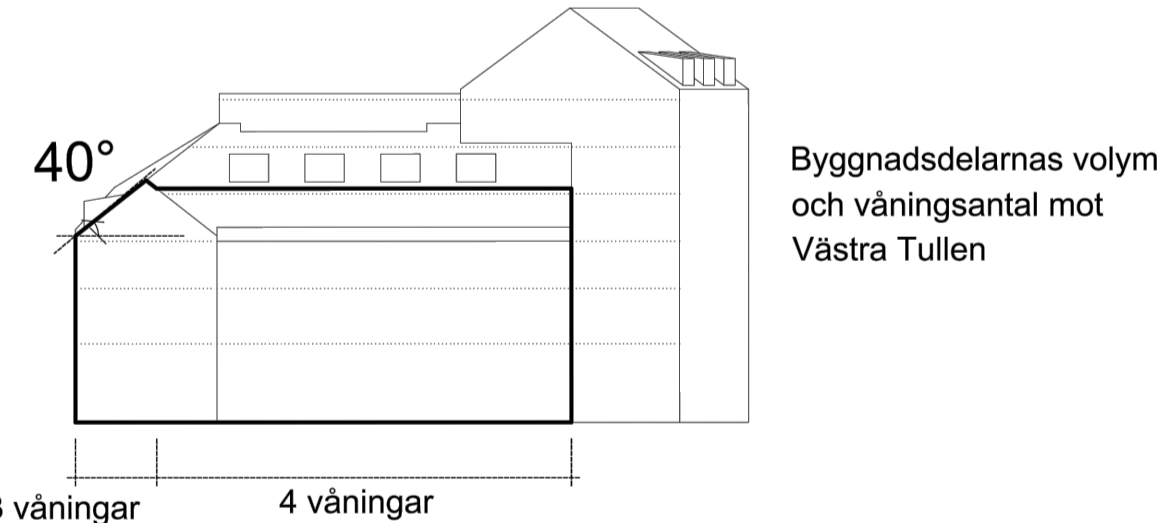 40°
Byggnadsdelarnas volym
och våningsantal mot
Västra Tullen
våningar
4 våningar